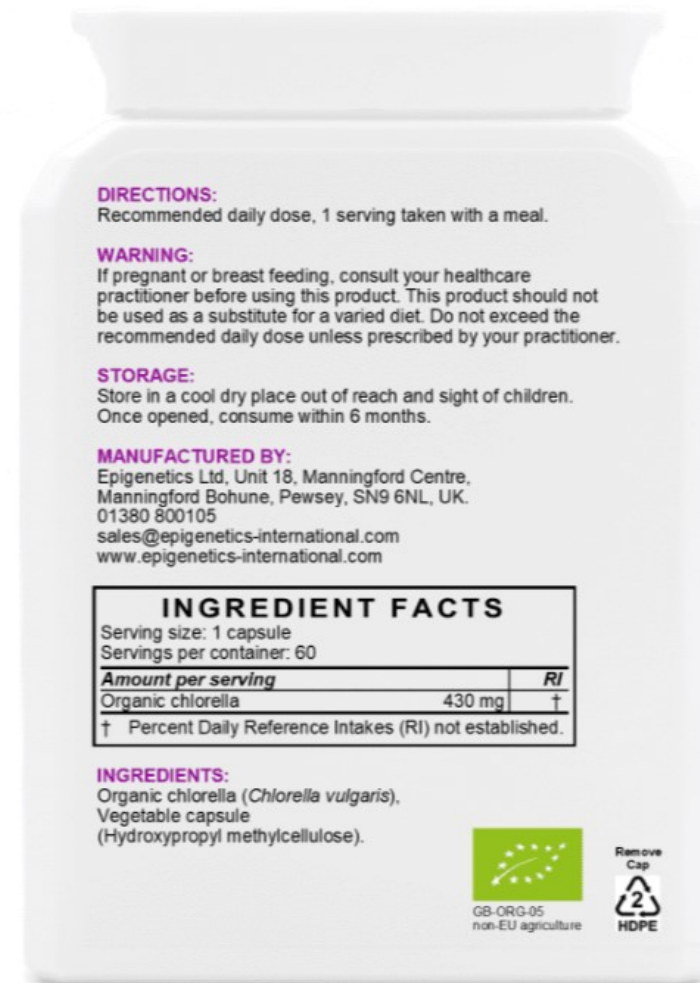 DIRECTIONS:
Recommended daily dose, 1 serving taken with a meal.
WARNING:
If pregnant or breast feeding, consult your healthcare
practitioner before using this product. This product should not
be used as a substitute for a varied diet. Do not exceed the
recommended daily dose unless prescribed by your practitioner.
STORAGE:
Store in a cool dry place out of reach and sight of children.
Once opened, consume within 6 months.
MANUFACTURED BY:
Epigenetics Ltd, Unit 18, Manningford Centre,
Manningford Bohune, Pewsey, SN9 6NL, UK.
01380 800105
sales@epigenetics-international.com
www.epigenetics-international.com
INGREDIENT FACTS
Serving size: 1 capsule
Servings per container: 60
Amount per serving RI
Organic chlorella 430 mg †
† Percent Daily Reference Intakes (RI) not established.
INGREDIENTS:
Organic chlorella (Chlorella vulgaris),
Vegetable capsule
(Hydroxypropyl methylcellulose).
GB-ORG-05
non-EU agriculture
Remove
Cap
2
HDPE